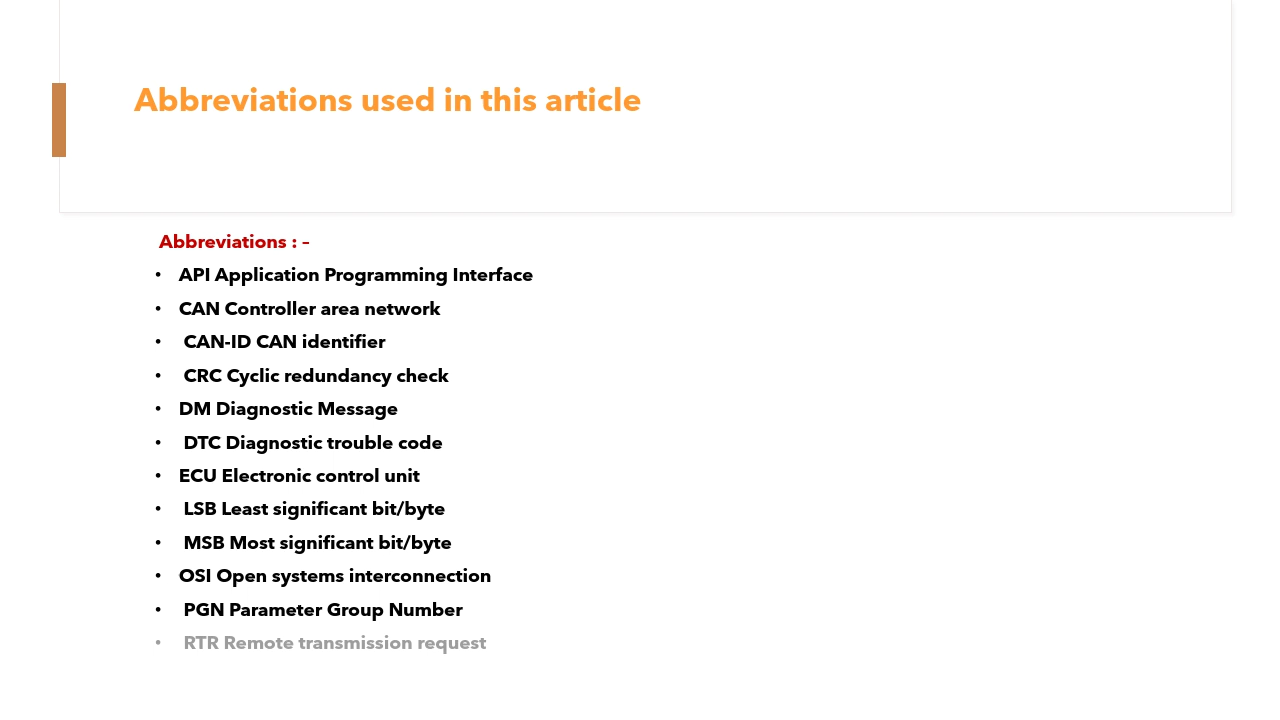 Abbreviations used in this article
Abbreviations : –
• API Application Programming Interface
• CAN Controller area network
• CAN-ID CAN identifier
• CRC Cyclic redundancy check
• DM Diagnostic Message
• DTC Diagnostic trouble code
• ECU Electronic control unit
• LSB Least significant bit/byte
• MSB Most significant bit/byte
• OSI Open systems interconnection
• PGN Parameter Group Number
• RTR Remote transmission request